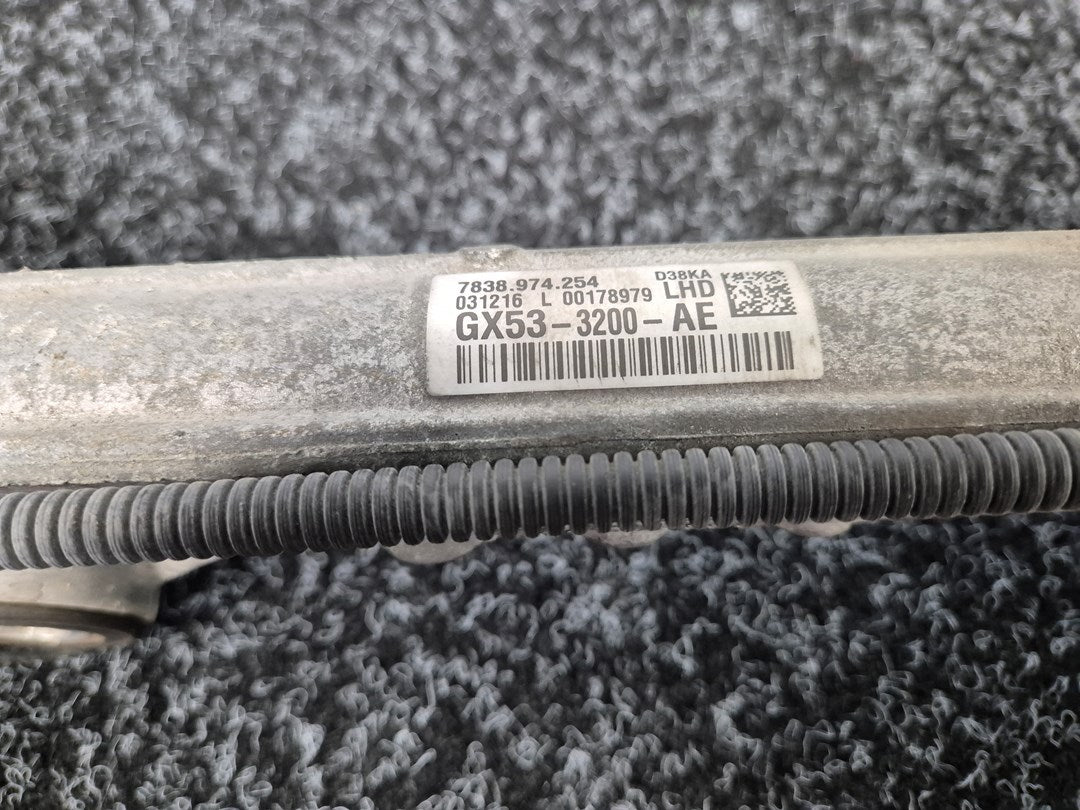 7838.974.254 D38KA
031216 L 00178979 LHD
GX53-3200-AE